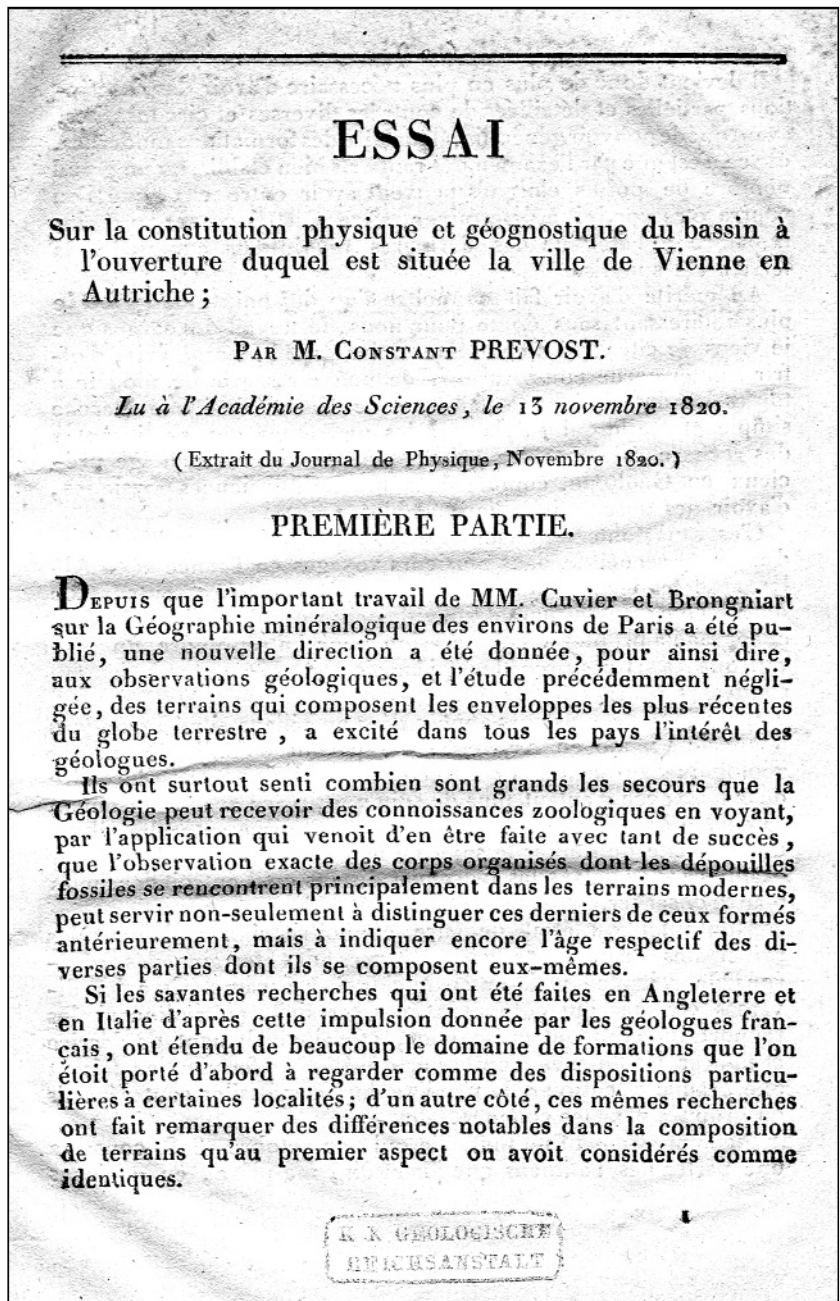 ESSAI
Sur la constitution physique et géognostique du bassin à
l'ouverture duquel est située la ville de Vienne en
Autriche ;
PAR M. CONSTANT PREVOST.
Lu à l'Académie des Sciences, le 13 novembre 1820.
( Extrait du Journal de Physique, Novembre 1820. )
PREMIÈRE PARTIE.
DEPUIS que l'important travail de MM. Cuvier et Brongniart
sur la Géographie minéralogique des environs de Paris a été pu-
blié, une nouvelle direction a été donnée, pour ainsi dire,
aux observations géologiques, et l'étude précédemment négli-
gée, des terrains qui composent les enveloppes les plus récentes
du globe terrestre , a excité dans tous les pays l'intérêt des
géologues.
Ils ont surtout senti combien sont grands les secours que la
Géologie peut recevoir des connoissances zoologiques en voyant,
par l'application qui venoit d'en être faite avec tant de succès ,
que l'observation exacte des corps organisés dont les dépouilles
fossiles se rencontrent principalement dans les terrains modernes,
peut servir non-seulement à distinguer ces derniers de ceux formés
antérieurement, mais à indiquer encore l'âge respectif des di-
verses parties dont ils se composent eux-mêmes.
Si les savantes recherches qui ont été faites en Angleterre et
en Italie d'après cette impulsion donnée par les géologues fran-
çais , ont étendu de beaucoup le domaine de formations que l'on
étoit porté d'abord à regarder comme des dispositions particu-
lières à certaines localités ; d'un autre côté, ces mêmes recherches
ont fait remarquer des différences notables dans la composition
de terrains qu'au premier aspect on avoit considérés comme
identiques.
1
K K GEOLOGISCHE
REICHSANSTALT